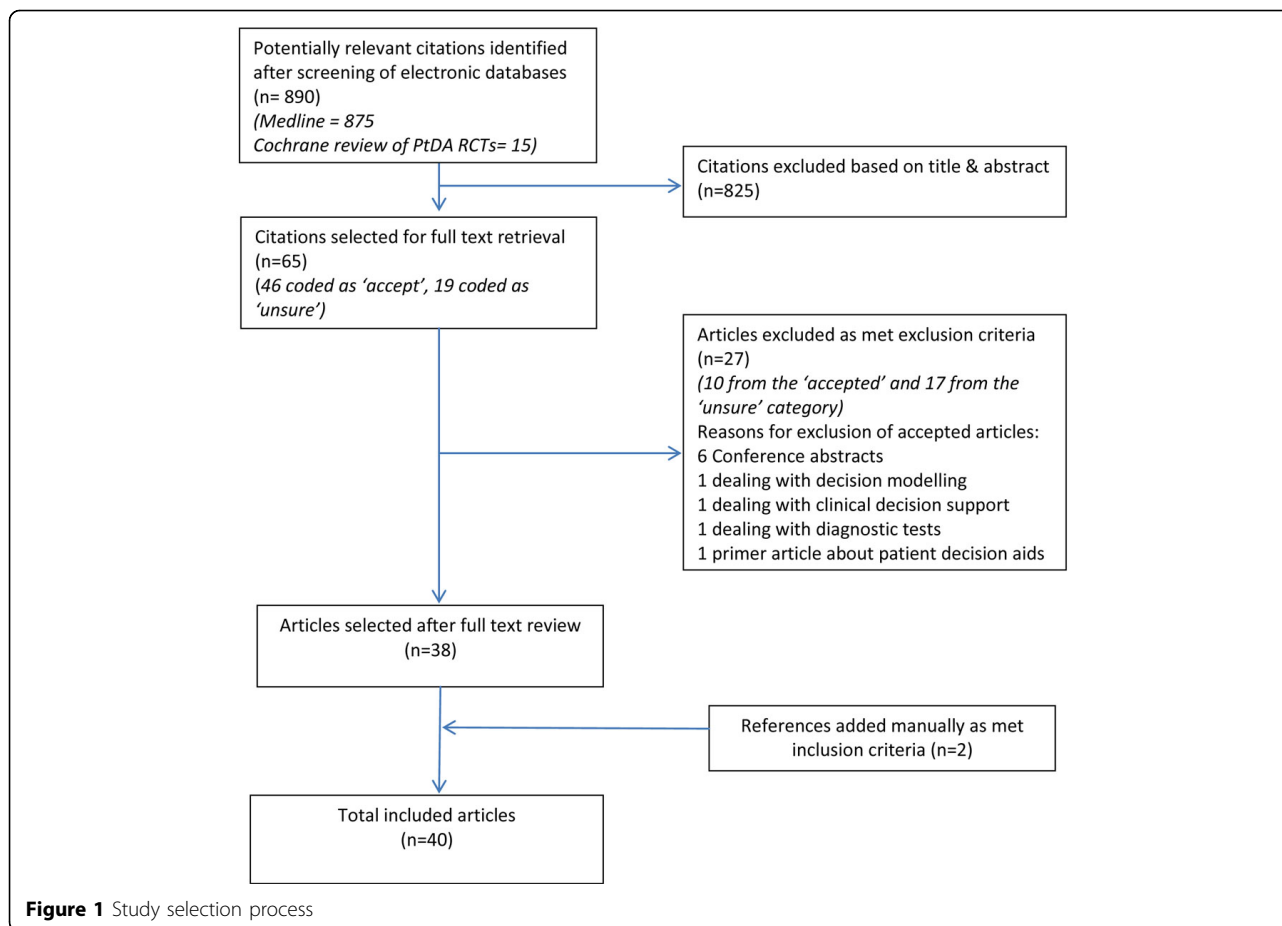 Potentially relevant citations identified
after screening of electronic databases
(n= 890)
(Medline = 875
Cochrane review of PtDA RCTs= 15)
Citations excluded based on title & abstract
(n=825)
Citations selected for full text retrieval
(n=65)
(46 coded as ‘accept’, 19 coded as
‘unsure’)
Articles excluded as met exclusion criteria
(n=27)
(10 from the ‘accepted’ and 17 from the
‘unsure’ category)
Reasons for exclusion of accepted articles:
6 Conference abstracts
1 dealing with decision modelling
1 dealing with clinical decision support
1 dealing with diagnostic tests
1 primer article about patient decision aids
Articles selected after full text review
(n=38)
References added manually as met
inclusion criteria (n=2)
Total included articles
(n=40)
Figure 1 Study selection process